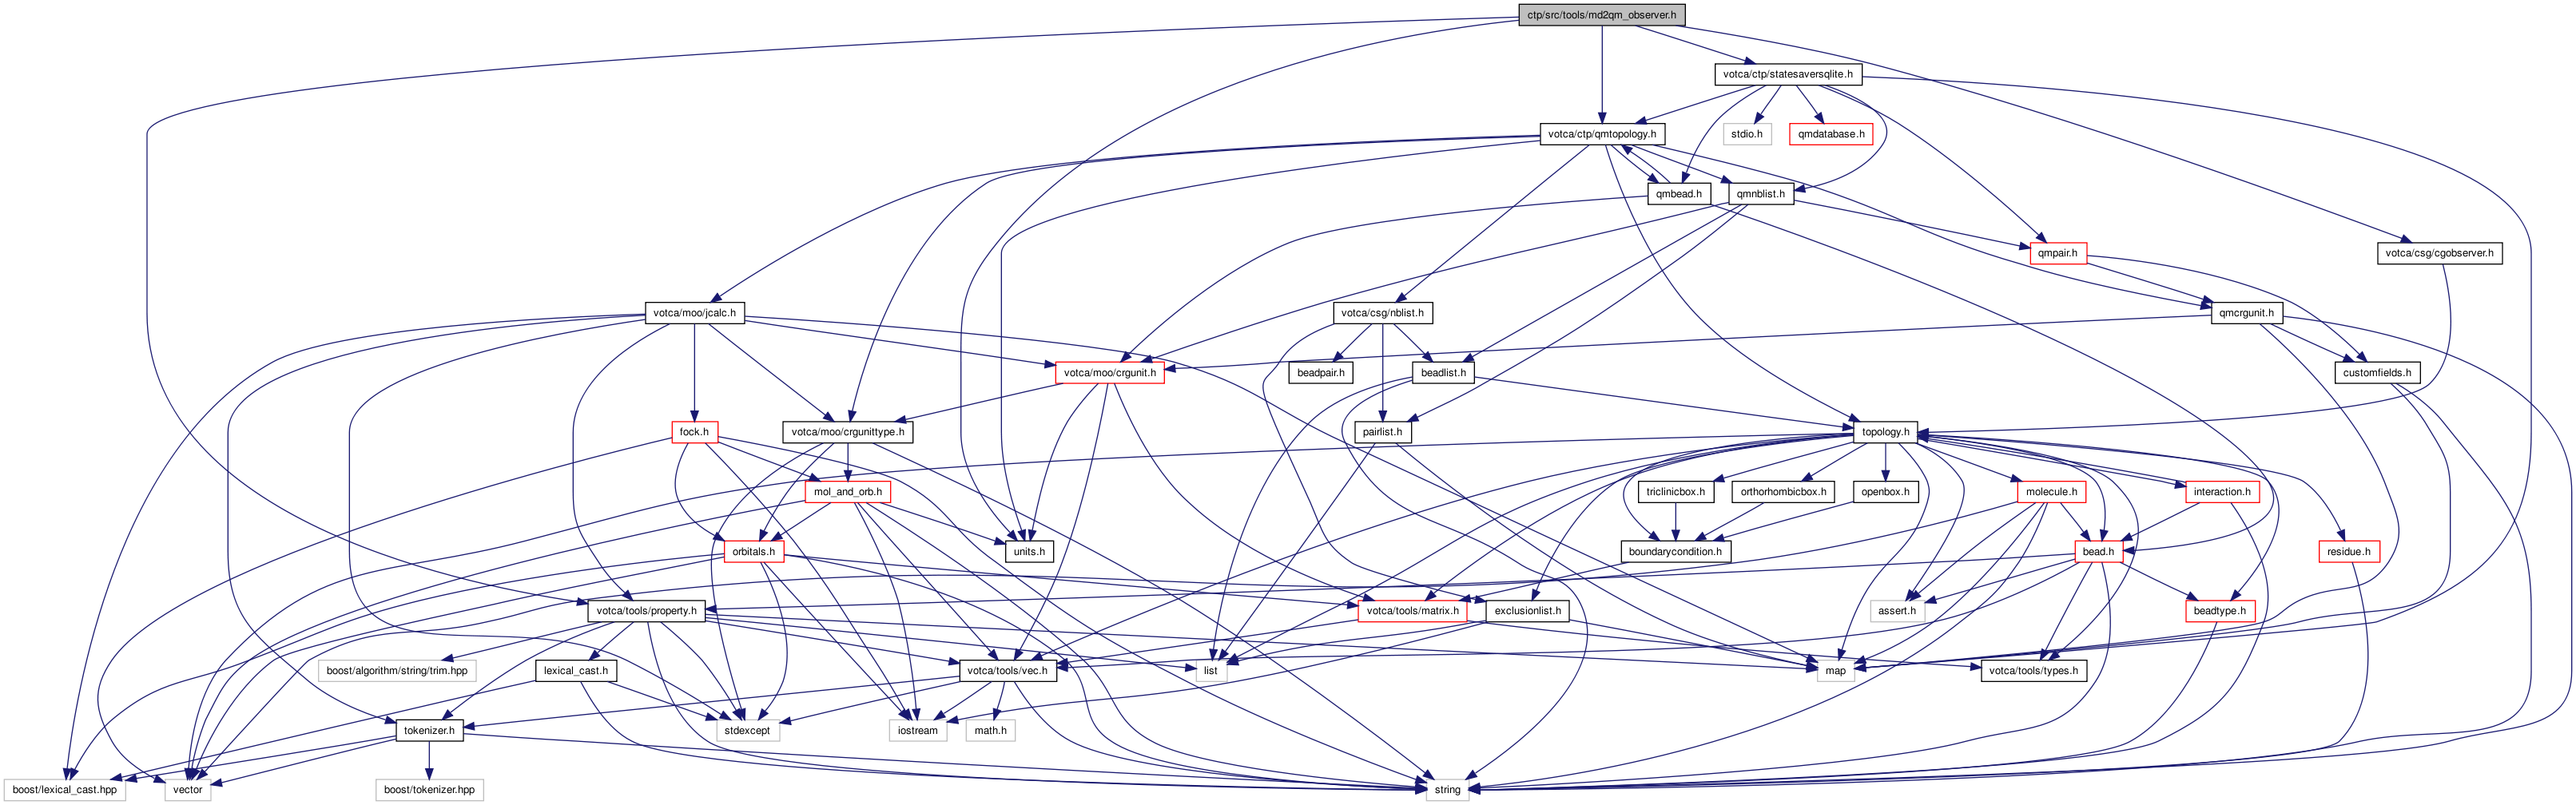 ctp/src/tools/md2qm_observer.h
votca/ctp/statesaversqlite.h
votca/ctp/qmtopology.h
stdio.h
qmdatabase.h
qmbead.h
qmnblist.h
qmpair.h
votca/csg/cgobserver.h
votca/moo/jcalc.h
votca/csg/nblist.h
qmcrgunit.h
votca/moo/crgunit.h
beadpair.h
beadlist.h
customfields.h
fock.h
votca/moo/crgunittype.h
pairlist.h
topology.h
mol_and_orb.h
triclinicbox.h
orthorhombicbox.h
openbox.h
molecule.h
interaction.h
orbitals.h
units.h
boundarycondition.h
bead.h
residue.h
votca/tools/property.h
votca/tools/matrix.h
exclusionlist.h
assert.h
beadtype.h
boost/algorithm/string/trim.hpp
lexical_cast.h
votca/tools/vec.h
list
map
votca/tools/types.h
tokenizer.h
stdexcept
iostream
math.h
boost/lexical_cast.hpp
vector
boost/tokenizer.hpp
string